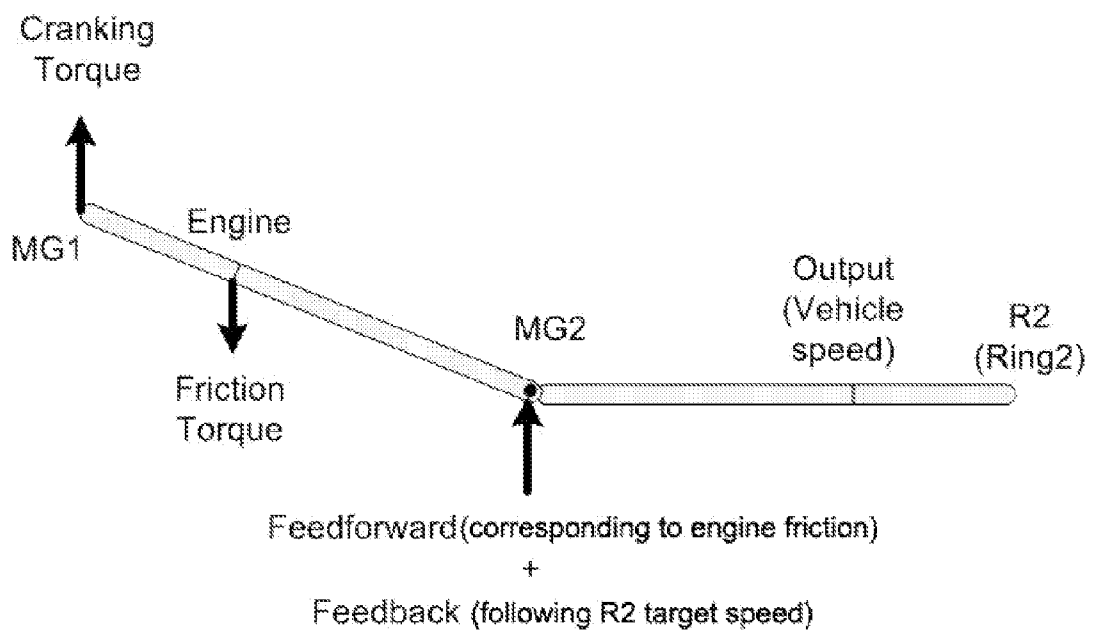 Cranking
Torque
MG1
Engine
Friction
Torque
MG2
Output
(Vehicle
speed)
R2
(Ring2)
Feedforward (corresponding to engine friction)
+
Feedback (following R2 target speed)